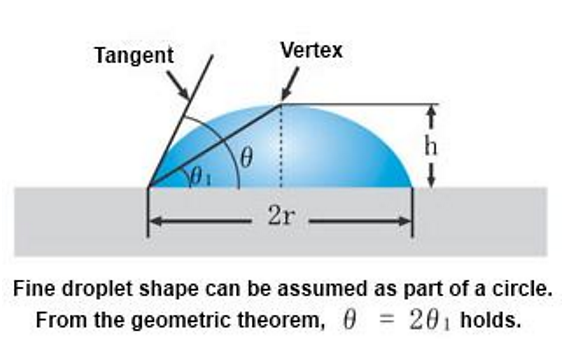 Tangent
Vertex
θ
θ1
h
2r
Fine droplet shape can be assumed as part of a circle.
From the geometric theorem, θ = 2θ1 holds.